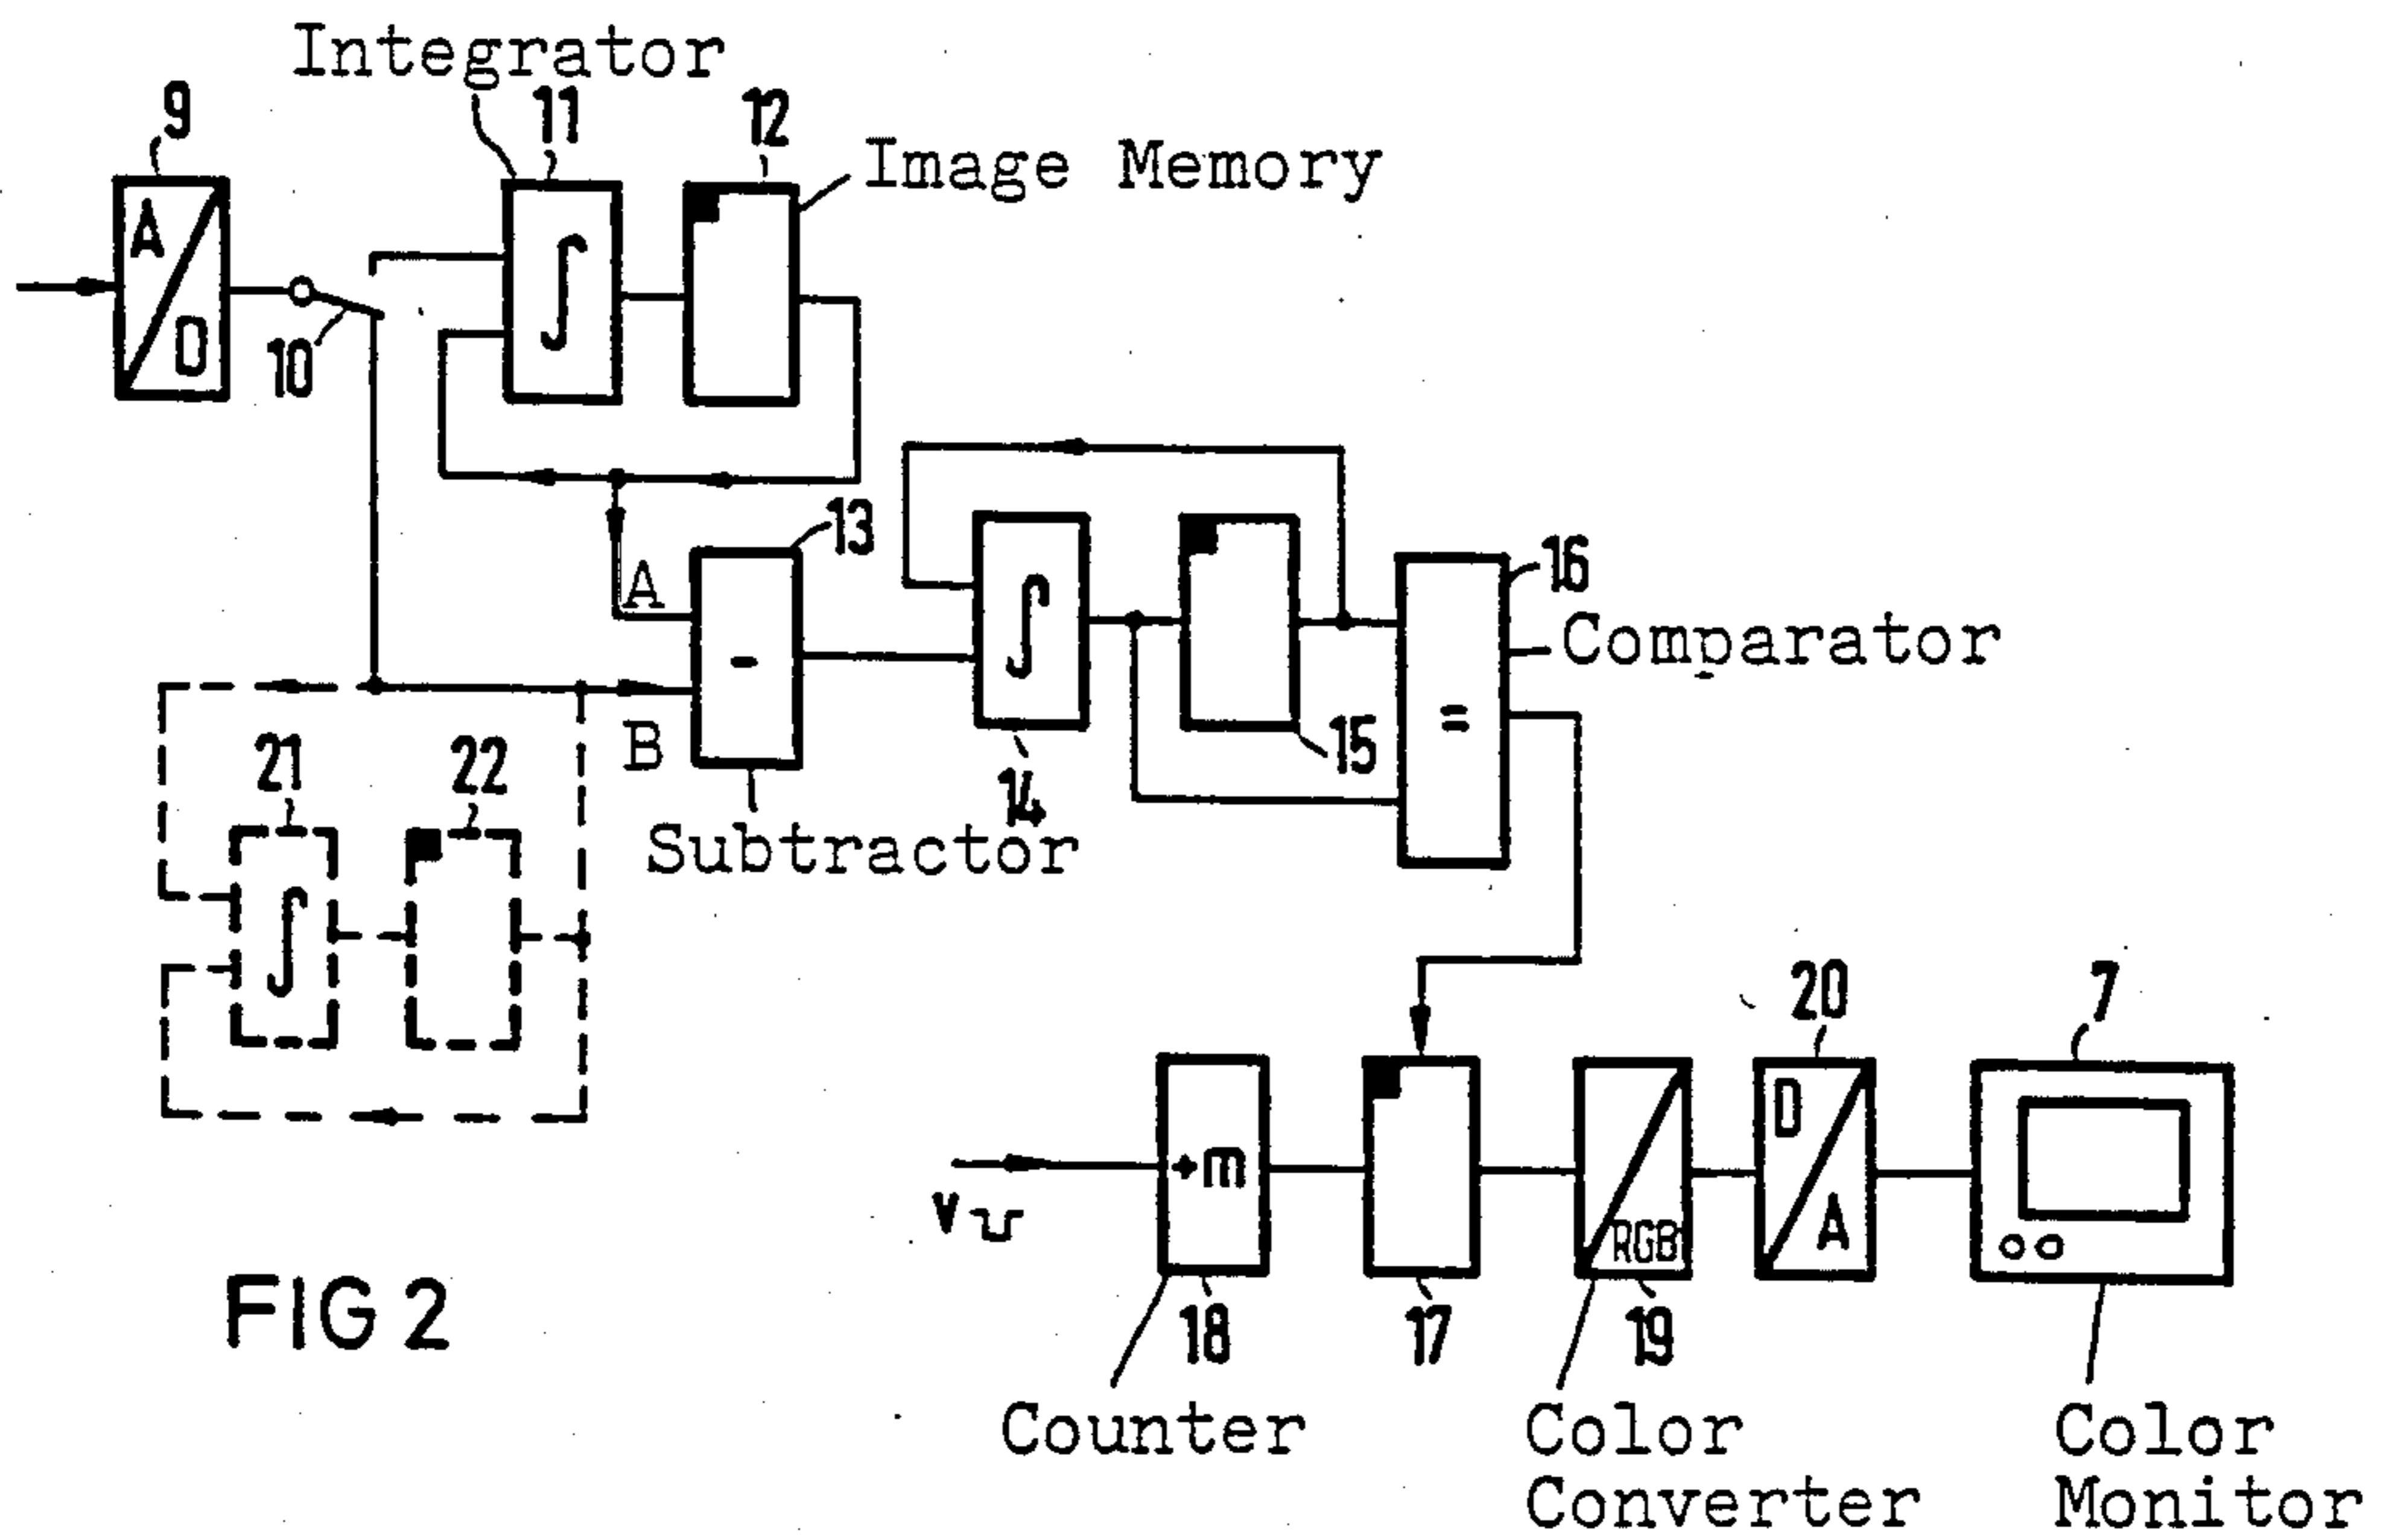 Integrator
9
11
12
Image Memory
A
D
∫
10
13
A
16
Comparator
-
∫
=
B
15
21
22
14
Subtractor
∫
20
7
+m
D
V
RGB
A
FIG 2
18
17
19
Counter
Color
Converter
Color
Monitor